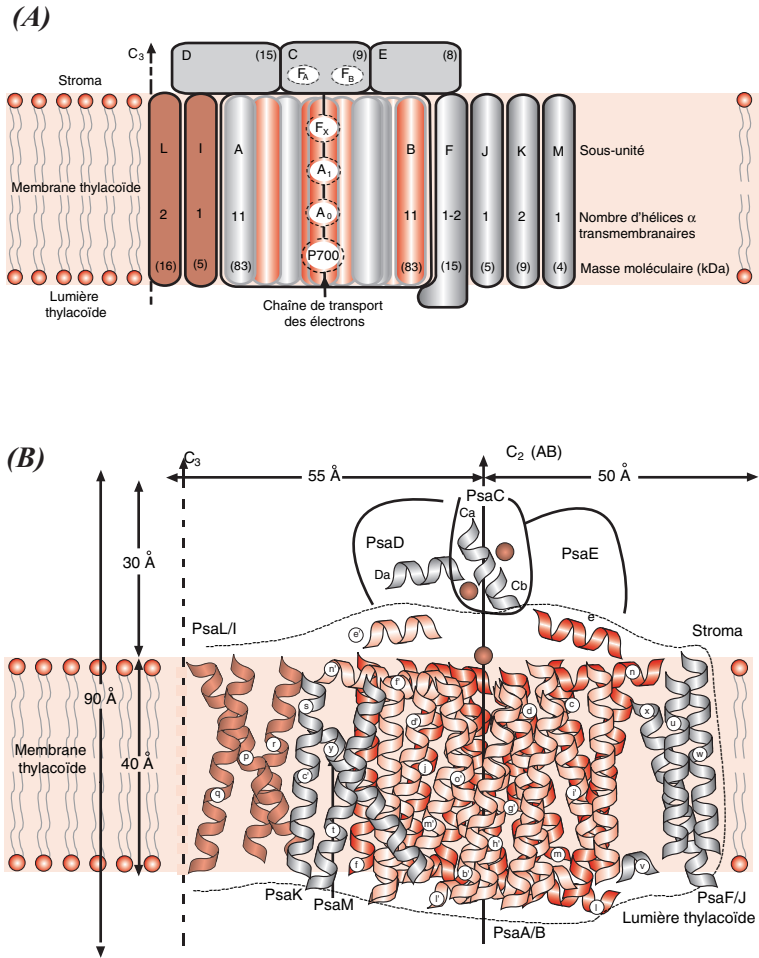 (A)
C3
D
(15)
C
(9)
E
(8)
FA
FB
Stroma
Membrane thylacoïde
Lumière thylacoïde
L
I
A
B
F
J
K
M
Sous-unité
FX
A1
A0
P700
2
1
11
11
1-2
1
2
1
Nombre d'hélices α
transmembranaires
(16)
(5)
(83)
(83)
(15)
(5)
(9)
(4)
Masse moléculaire (kDa)
Chaîne de transport
des électrons
(B)
C3
C2 (AB)
55 Å
50 Å
30 Å
90 Å
40 Å
PsaC
Ca
Cb
PsaD
Da
PsaE
PsaL/I
e'
e
Stroma
Membrane
thylacoïde
n'
f'
n
s
d'
d
c
x
u
r
y
p
w
q
c'
j
o'
i'
g'
t
m'
h'
m
f
b'
v
l'
l
PsaK
PsaM
PsaA/B
PsaF/J
Lumière thylacoïde